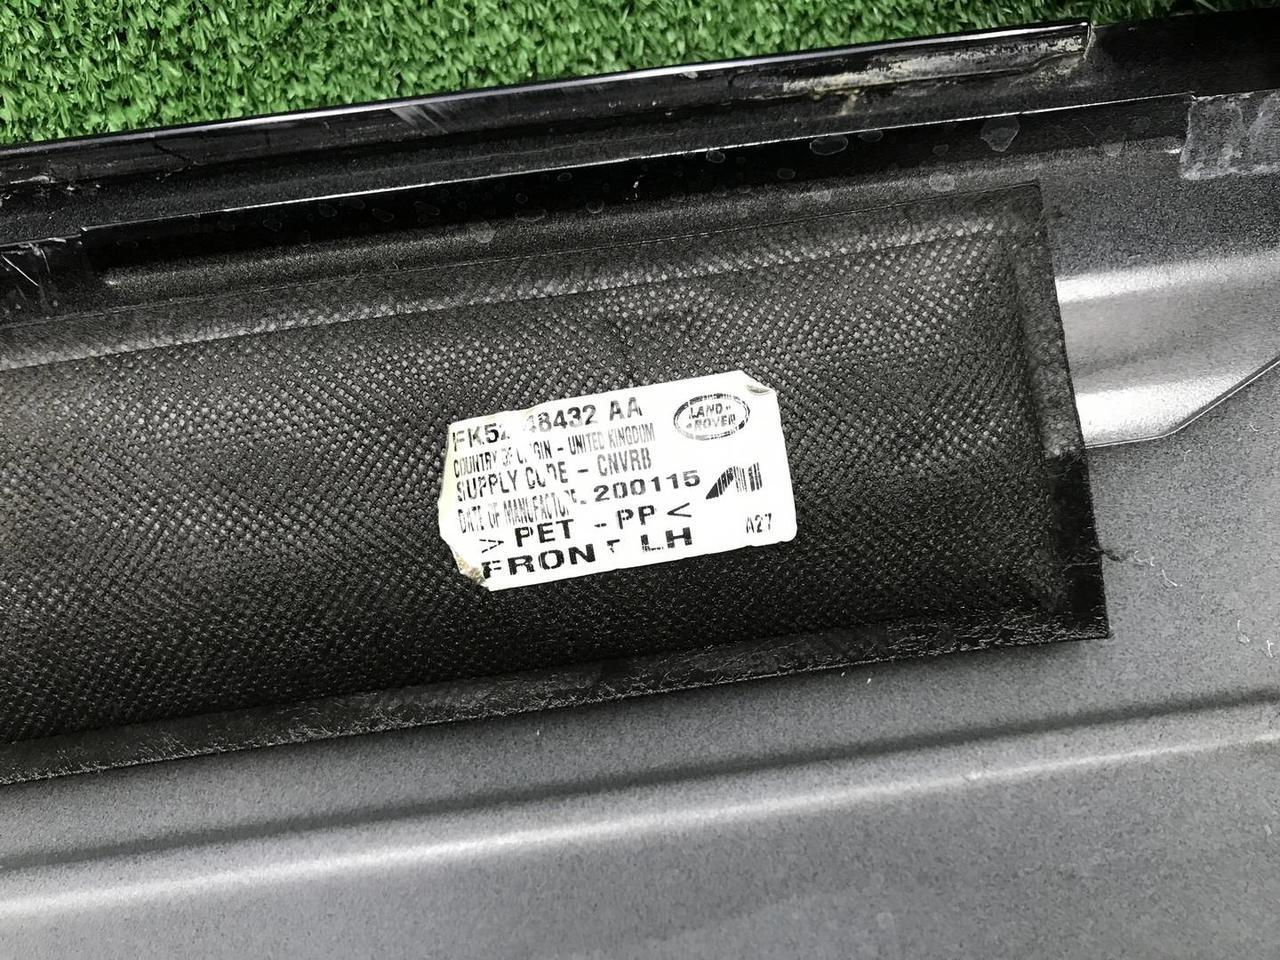 48432 AA
LAND ROVER
COUNTRY OF ORIGIN - UNITED KINGDOM
SUPPLY CODE - CNVRB
DATE OF MANUFACTURE 200115
> PET - PP <
FRONT LH
A27